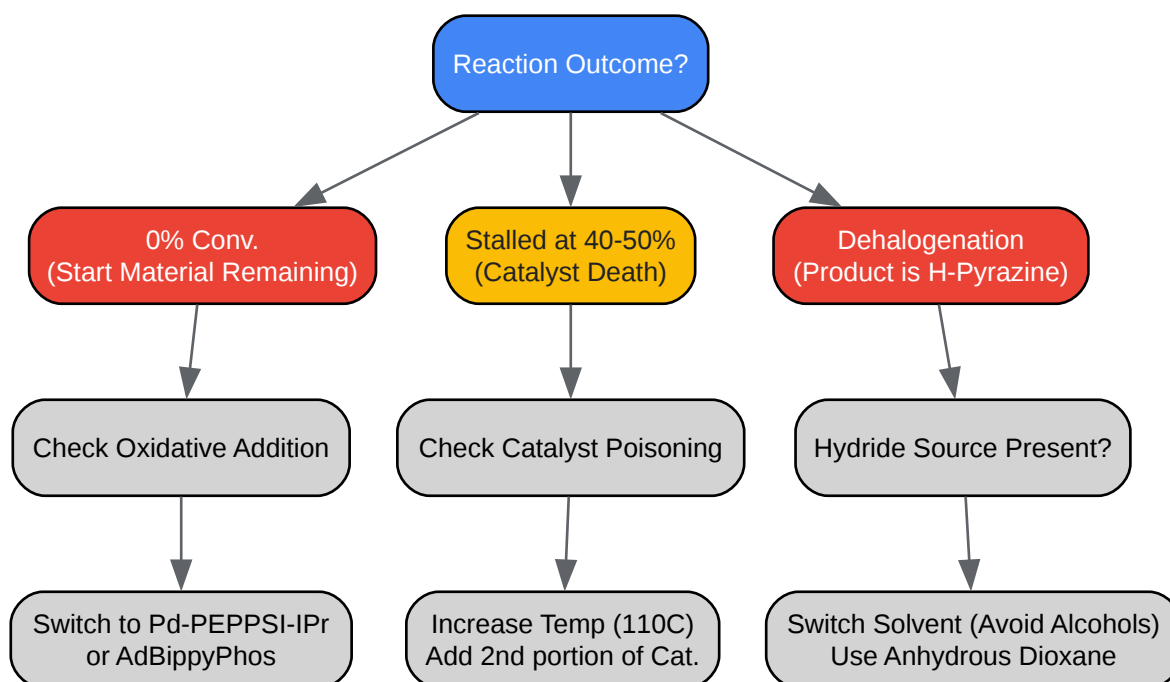 Reaction Outcome?
0% Conv.
(Start Material Remaining)
Stalled at 40-50%
(Catalyst Death)
Dehalogenation
(Product is H-Pyrazine)
Check Oxidative Addition
Check Catalyst Poisoning
Hydride Source Present?
Switch to Pd-PEPPSI-IPr
or AdBippyPhos
Increase Temp (110C)
Add 2nd portion of Cat.
Switch Solvent (Avoid Alcohols)
Use Anhydrous Dioxane